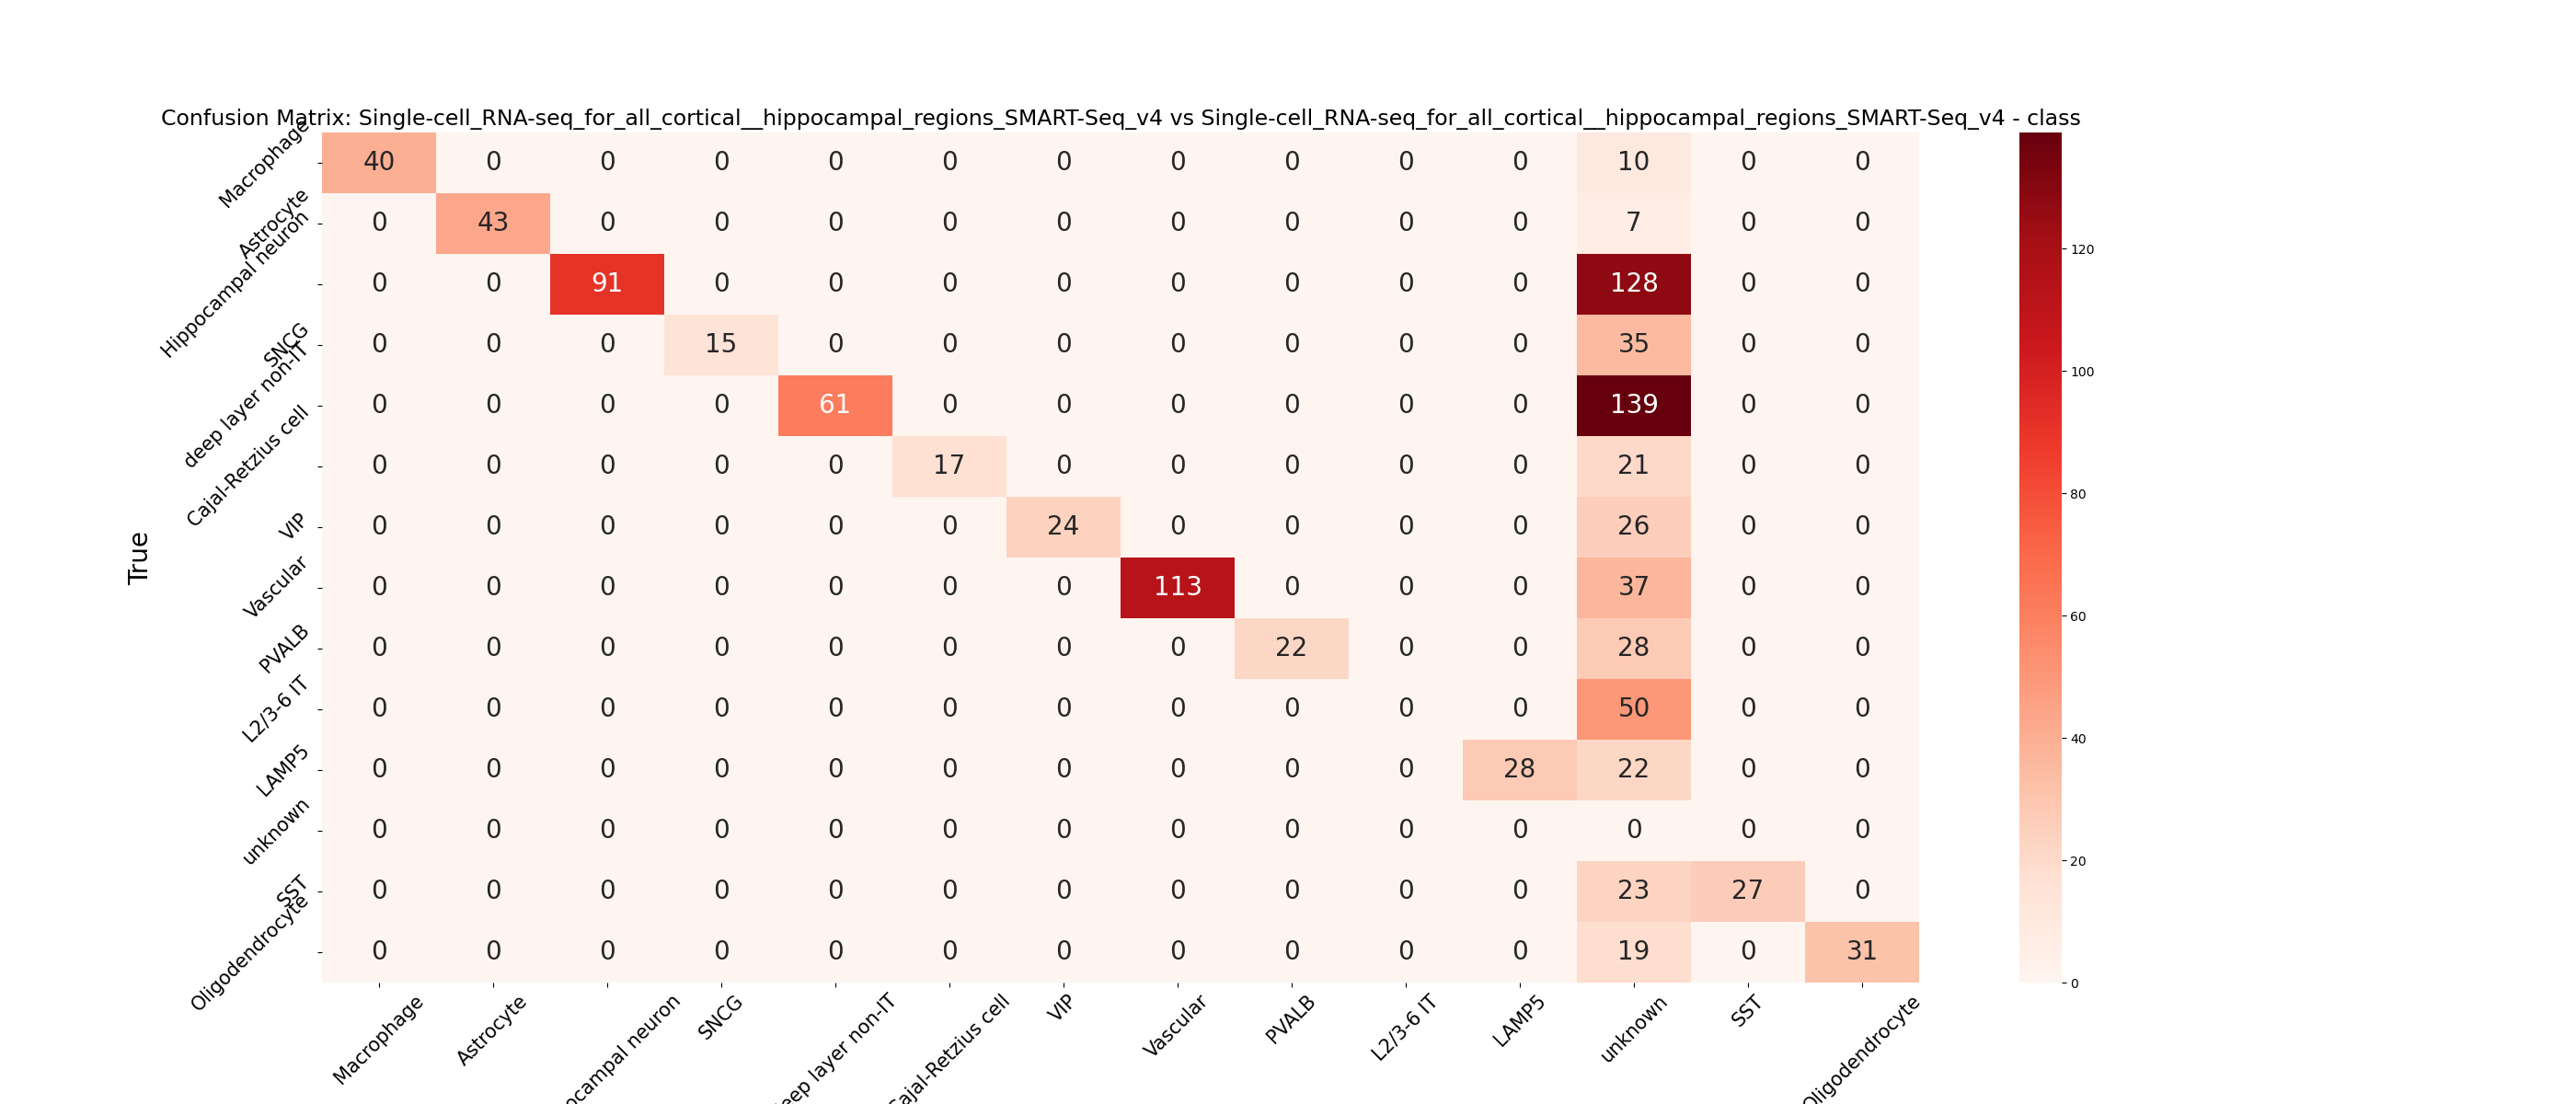 Confusion Matrix: Single-cell_RNA-seq_for_all_cortical__hippocampal_regions_SMART-Seq_v4 vs Single-cell_RNA-seq_for_all_cortical__hippocampal_regions_SMART-Seq_v4 - class
True
Macrophage 40 0 0 0 0 0 0 0 0 0 0 10 0 0
Astrocyte 0 43 0 0 0 0 0 0 0 0 0 7 0 0
Hippocampal neuron 0 0 91 0 0 0 0 0 0 0 0 128 0 0
SNCG 0 0 0 15 0 0 0 0 0 0 0 35 0 0
deep layer non-IT 0 0 0 0 61 0 0 0 0 0 0 139 0 0
Cajal-Retzius cell 0 0 0 0 0 17 0 0 0 0 0 21 0 0
VIP 0 0 0 0 0 0 24 0 0 0 0 26 0 0
Vascular 0 0 0 0 0 0 0 113 0 0 0 37 0 0
PVALB 0 0 0 0 0 0 0 0 22 0 0 28 0 0
L2/3-6 IT 0 0 0 0 0 0 0 0 0 0 0 50 0 0
LAMP5 0 0 0 0 0 0 0 0 0 0 28 22 0 0
unknown 0 0 0 0 0 0 0 0 0 0 0 0 0 0
SST 0 0 0 0 0 0 0 0 0 0 0 23 27 0
Oligodendrocyte 0 0 0 0 0 0 0 0 0 0 0 19 0 31
Macrophage Astrocyte ocampal neuron SNCG eep layer non-IT Cajal-Retzius cell VIP Vascular PVALB L2/3-6 IT LAMP5 unknown SST Oligodendrocyte
120
100
80
60
40
20
0